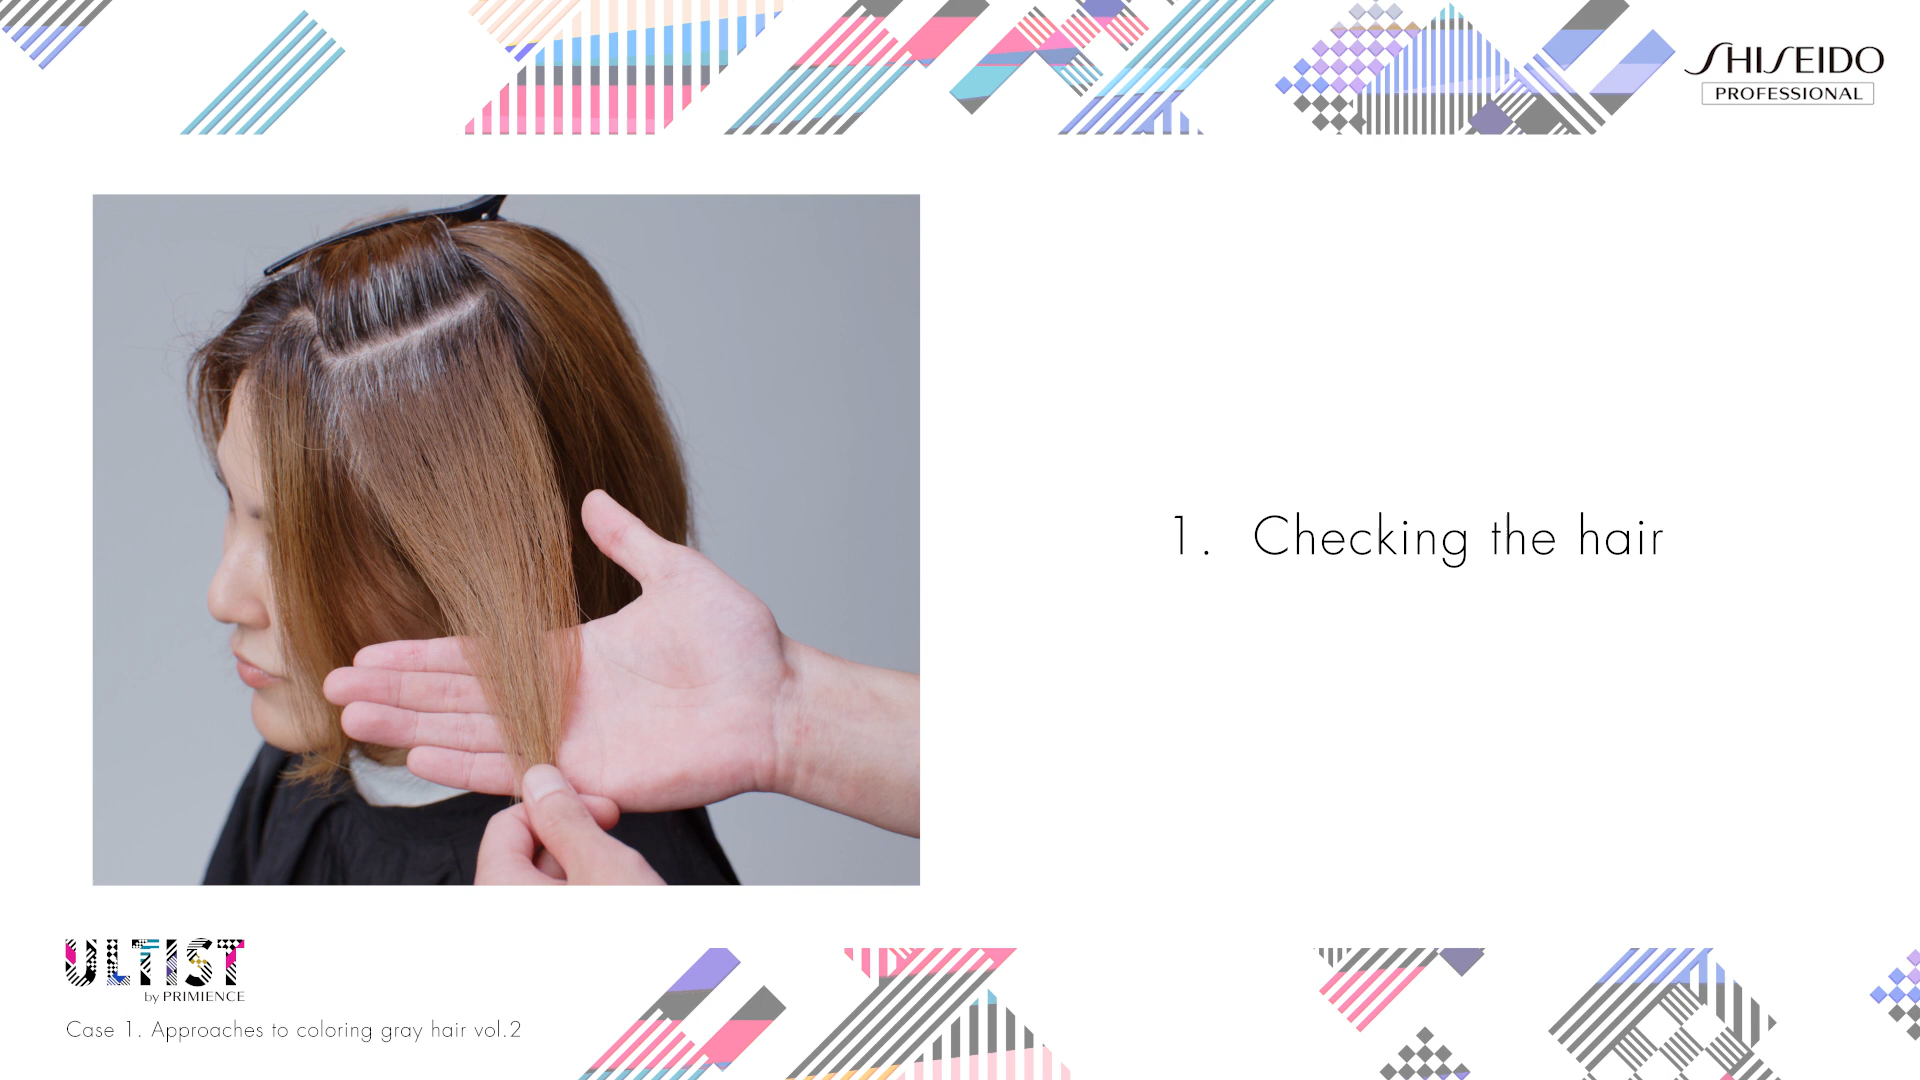 SHISEIDO
PROFESSIONAL
1. Checking the hair
ULTIST
by PRIMIENCE
Case 1. Approaches to coloring gray hair vol.2